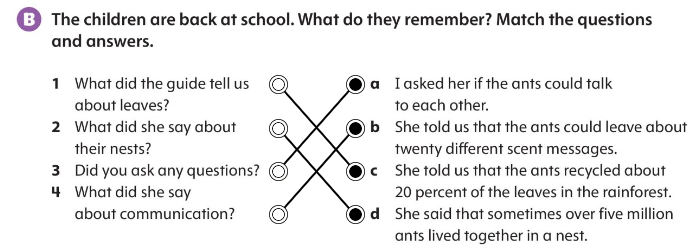 B The children are back at school. What do they remember? Match the questions
and answers.
1 What did the guide tell us
about leaves?
2 What did she say about
their nests?
3 Did you ask any questions?
4 What did she say
about communication?
a I asked her if the ants could talk
to each other.
b She told us that the ants could leave about
twenty different scent messages.
c She told us that the ants recycled about
20 percent of the leaves in the rainforest.
d She said that sometimes over five million
ants lived together in a nest.